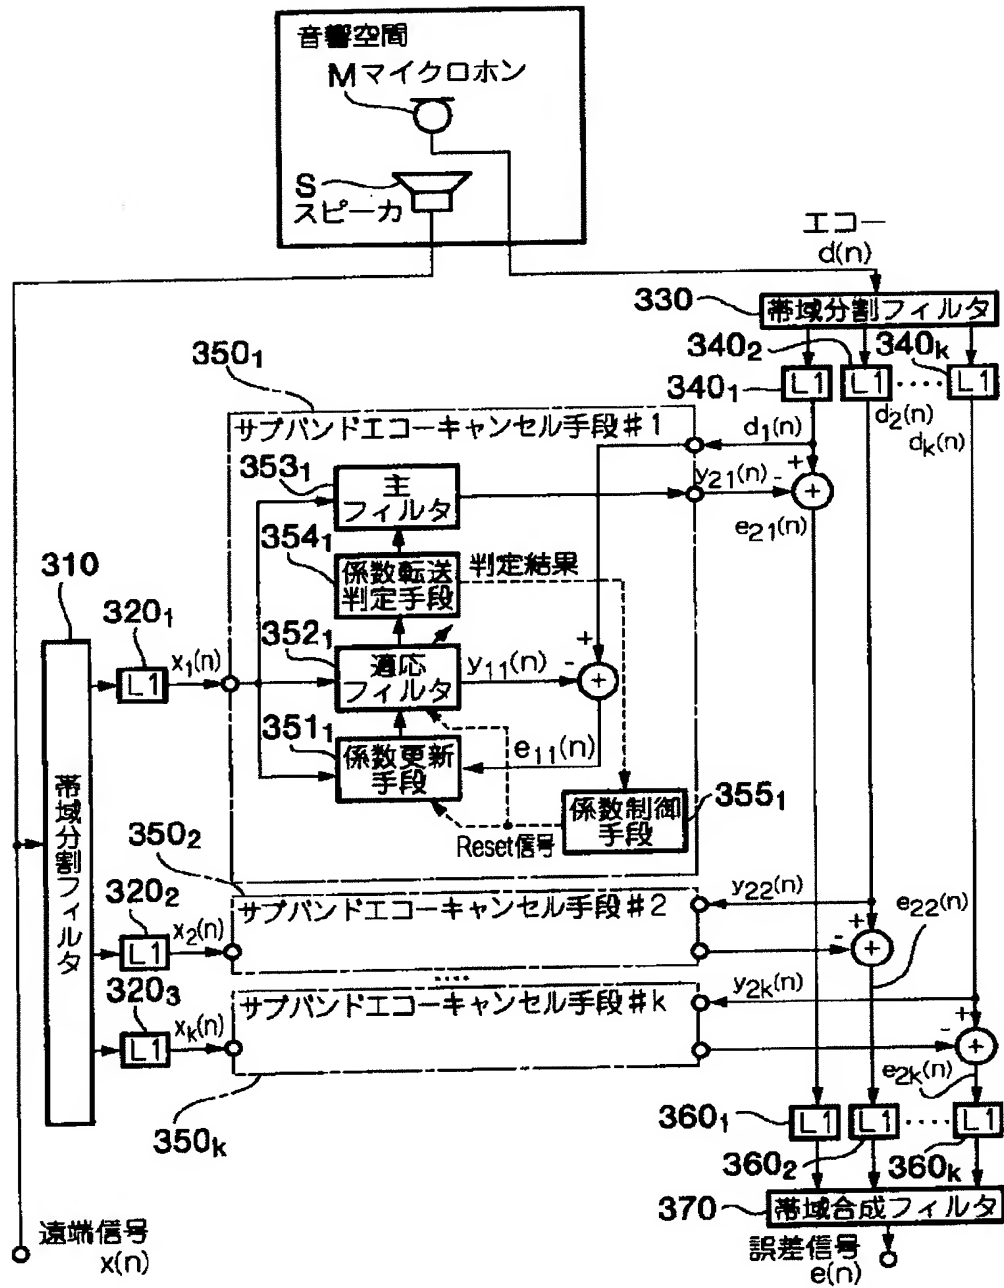 音響空間
Mマイクロホン
S
スピーカ
エコー
d(n)
330
帯域分割フィルタ
340₁
340₂
340ₖ
L1
L1
‥‥
L1
d₂(n)
dₖ(n)
350₁
サブバンドエコーキャンセル手段#1
d₁(n)
353₁
主
フィルタ
y₂₁(n)
-
+
+
e₂₁(n)
354₁
係数転送
判定手段
判定結果
310
帯域分割フィルタ
320₁
L1
x₁(n)
352₁
適応
フィルタ
y₁₁(n)
+
-
+
351₁
係数更新
手段
e₁₁(n)
355₁
係数制御
手段
Reset信号
350₂
サブバンドエコーキャンセル手段#2
y₂₂(n)
e₂₂(n)
320₂
L1
x₂(n)
+
-
+
‥‥
サブバンドエコーキャンセル手段#k
y₂ₖ(n)
320₃
L1
xₖ(n)
+
-
+
e₂ₖ(n)
350ₖ
360₁
L1
L1
‥‥
L1
360₂
360ₖ
370
帯域合成フィルタ
遠端信号
x(n)
誤差信号
e(n)